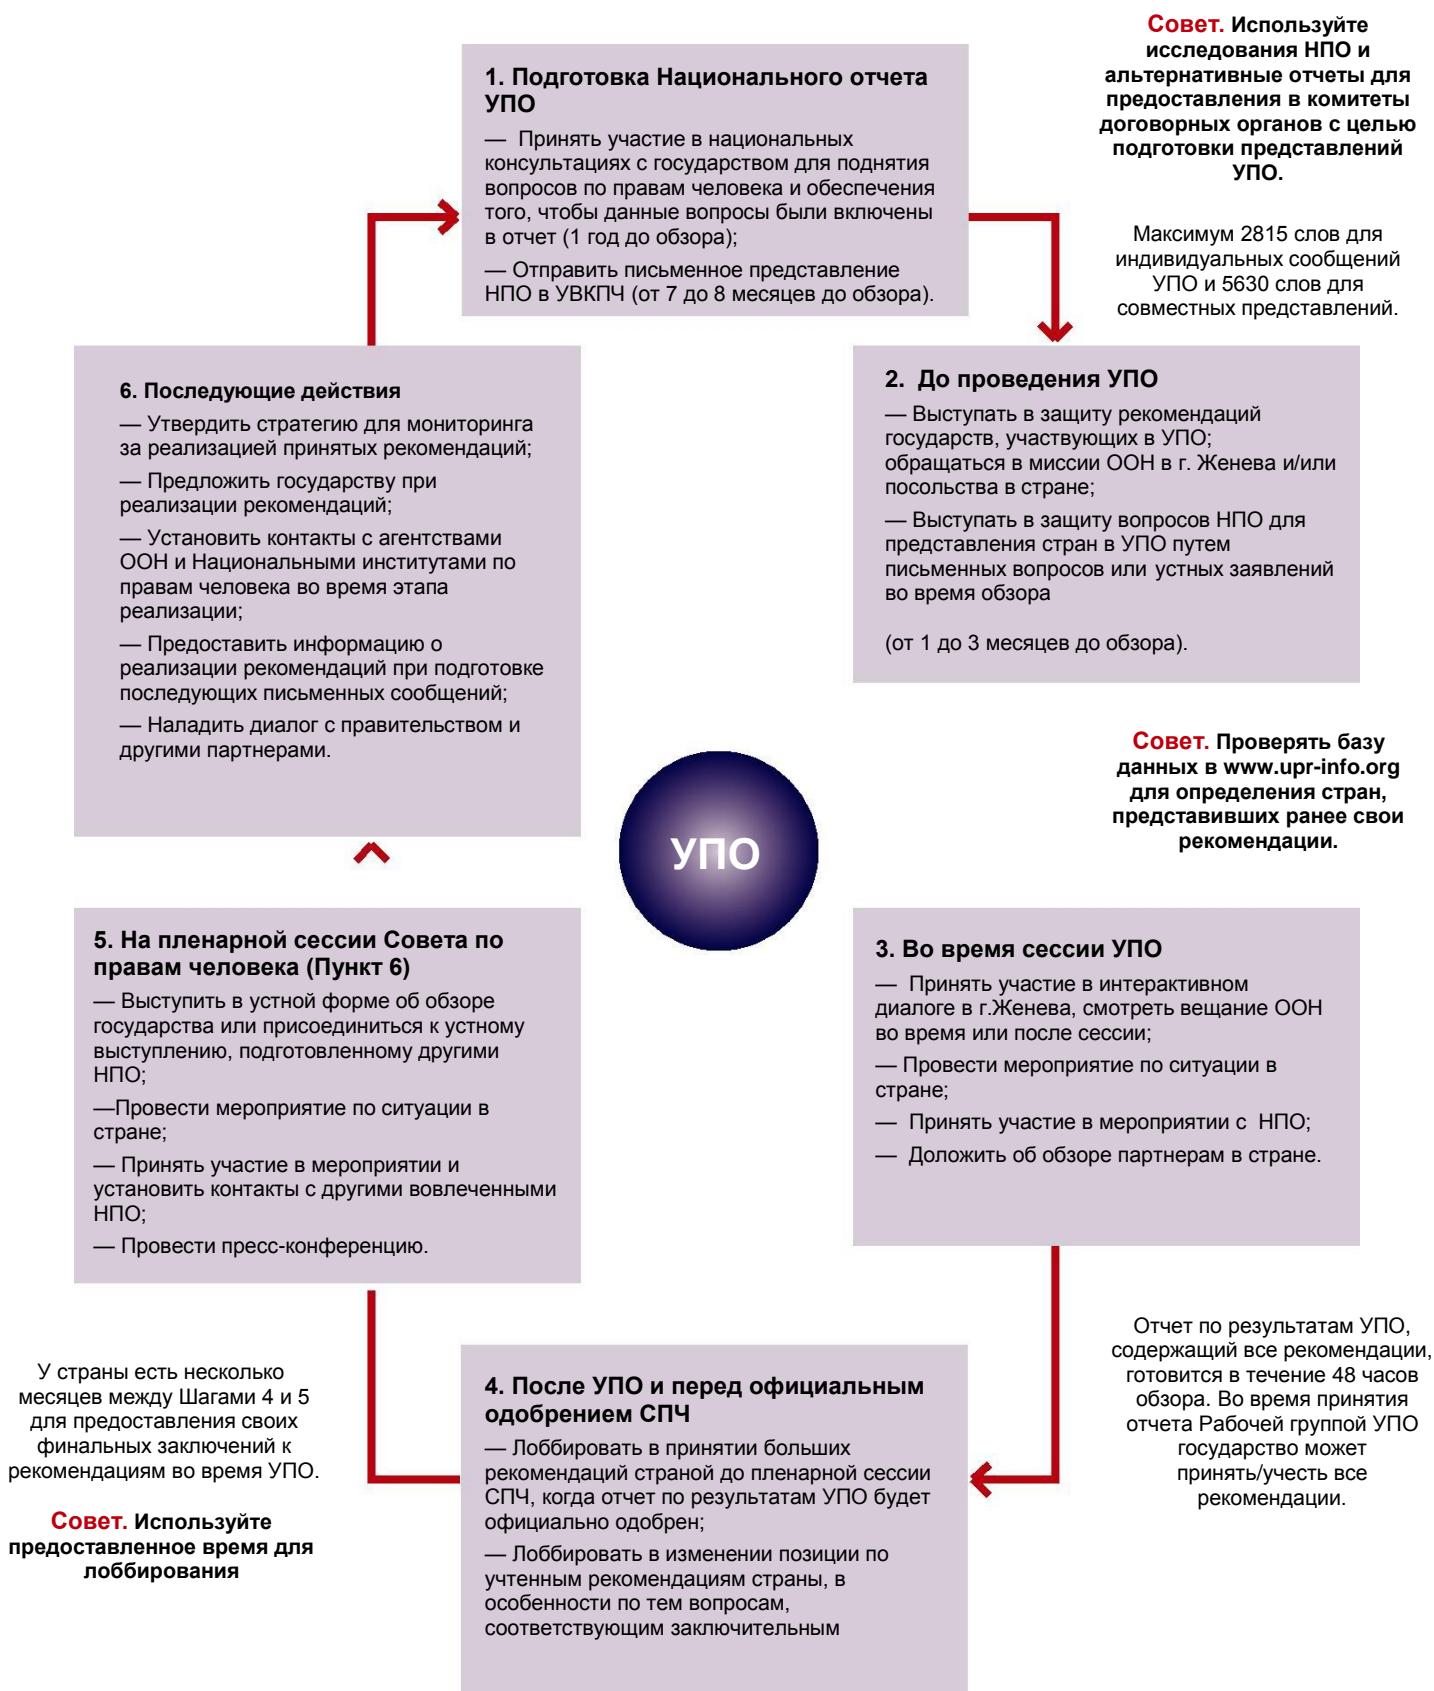 Совет. Используйте
исследования НПО и
альтернативные отчеты для
предоставления в комитеты
договорных органов с целью
подготовки представлений
УПО.
Максимум 2815 слов для
индивидуальных сообщений
УПО и 5630 слов для
совместных представлений.
1. Подготовка Национального отчета
УПО
— Принять участие в национальных
консультациях с государством для поднятия
вопросов по правам человека и обеспечения
того, чтобы данные вопросы были включены
в отчет (1 год до обзора);
— Отправить письменное представление
НПО в УВКПЧ (от 7 до 8 месяцев до обзора).
2. До проведения УПО
— Выступать в защиту рекомендаций
государств, участвующих в УПО;
обращаться в миссии ООН в г. Женева и/или
посольства в стране;
— Выступать в защиту вопросов НПО для
представления стран в УПО путем
письменных вопросов или устных заявлений
во время обзора
(от 1 до 3 месяцев до обзора).
Совет. Проверять базу
данных в www.upr-info.org
для определения стран,
представивших ранее свои
рекомендации.
УПО
3. Во время сессии УПО
— Принять участие в интерактивном
диалоге в г.Женева, смотреть вещание ООН
во время или после сессии;
— Провести мероприятие по ситуации в
стране;
— Принять участие в мероприятии с НПО;
— Доложить об обзоре партнерам в стране.
Отчет по результатам УПО,
содержащий все рекомендации,
готовится в течение 48 часов
обзора. Во время принятия
отчета Рабочей группой УПО
государство может
принять/учесть все
рекомендации.
4. После УПО и перед официальным
одобрением СПЧ
— Лоббировать в принятии больших
рекомендаций страной до пленарной сессии
СПЧ, когда отчет по результатам УПО будет
официально одобрен;
— Лоббировать в изменении позиции по
учтенным рекомендациям страны, в
особенности по тем вопросам,
соответствующим заключительным
У страны есть несколько
месяцев между Шагами 4 и 5
для предоставления своих
финальных заключений к
рекомендациям во время УПО.
Совет. Используйте
предоставленное время для
лоббирования
5. На пленарной сессии Совета по
правам человека (Пункт 6)
— Выступить в устной форме об обзоре
государства или присоединиться к устному
выступлению, подготовленному другими
НПО;
—Провести мероприятие по ситуации в
стране;
— Принять участие в мероприятии и
установить контакты с другими вовлеченными
НПО;
— Провести пресс-конференцию.
6. Последующие действия
— Утвердить стратегию для мониторинга
за реализацией принятых рекомендаций;
— Предложить государству при
реализации рекомендаций;
— Установить контакты с агентствами
ООН и Национальными институтами по
правам человека во время этапа
реализации;
— Предоставить информацию о
реализации рекомендаций при подготовке
последующих письменных сообщений;
— Наладить диалог с правительством и
другими партнерами.